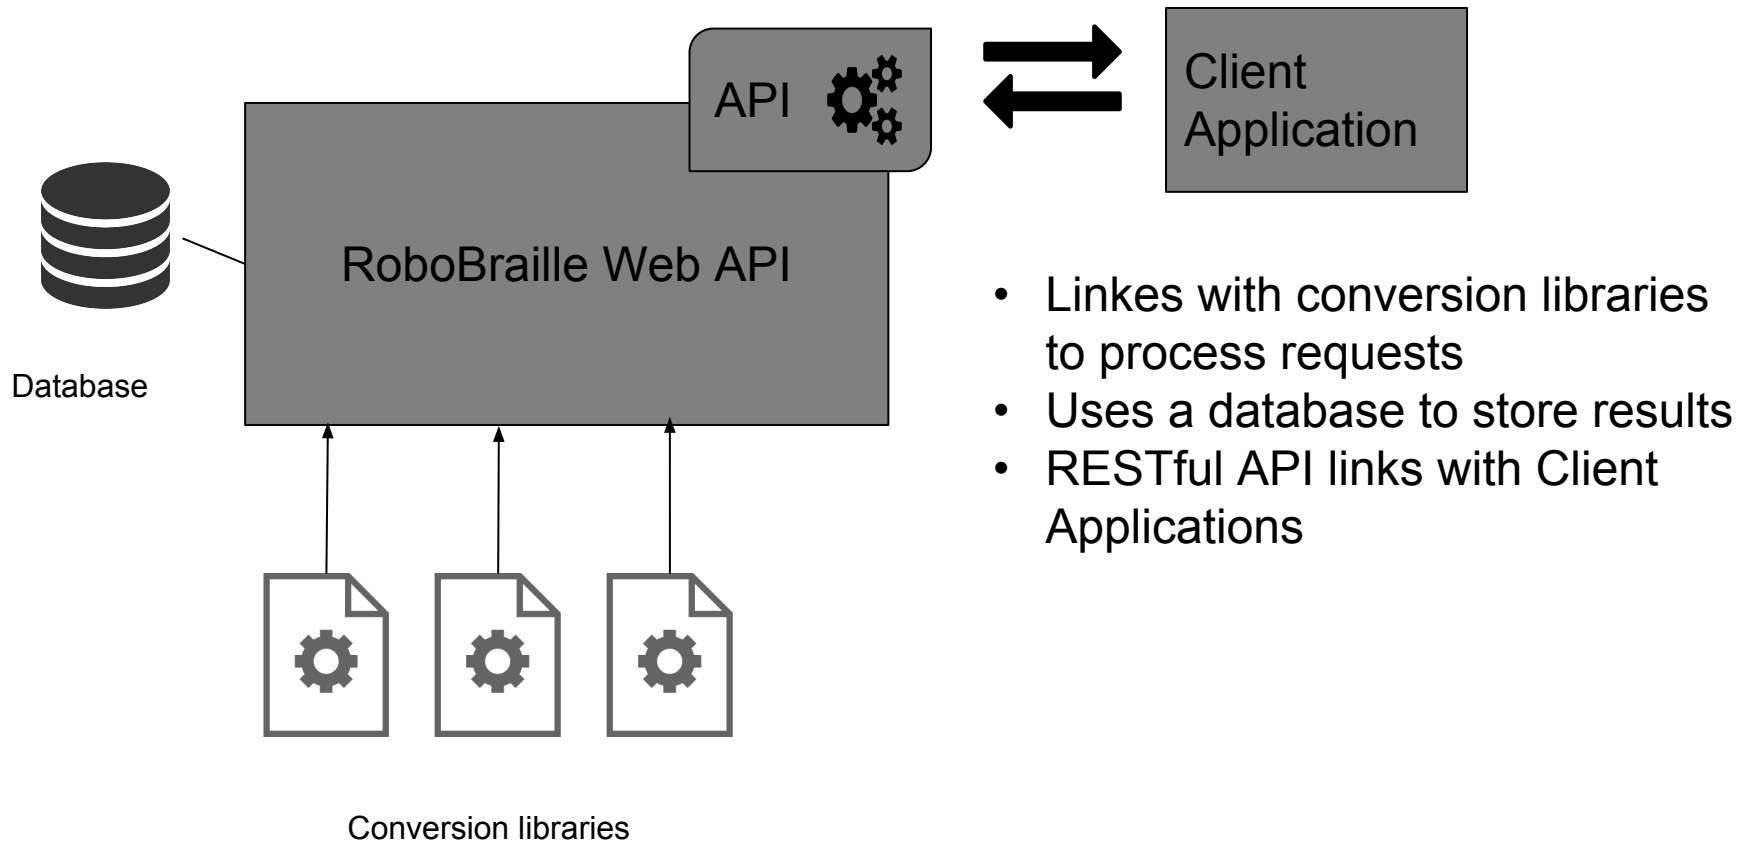 API
Client
Application
RoboBraille Web API
Database
• Linkes with conversion libraries
to process requests
• Uses a database to store results
• RESTful API links with Client
Applications
Conversion libraries